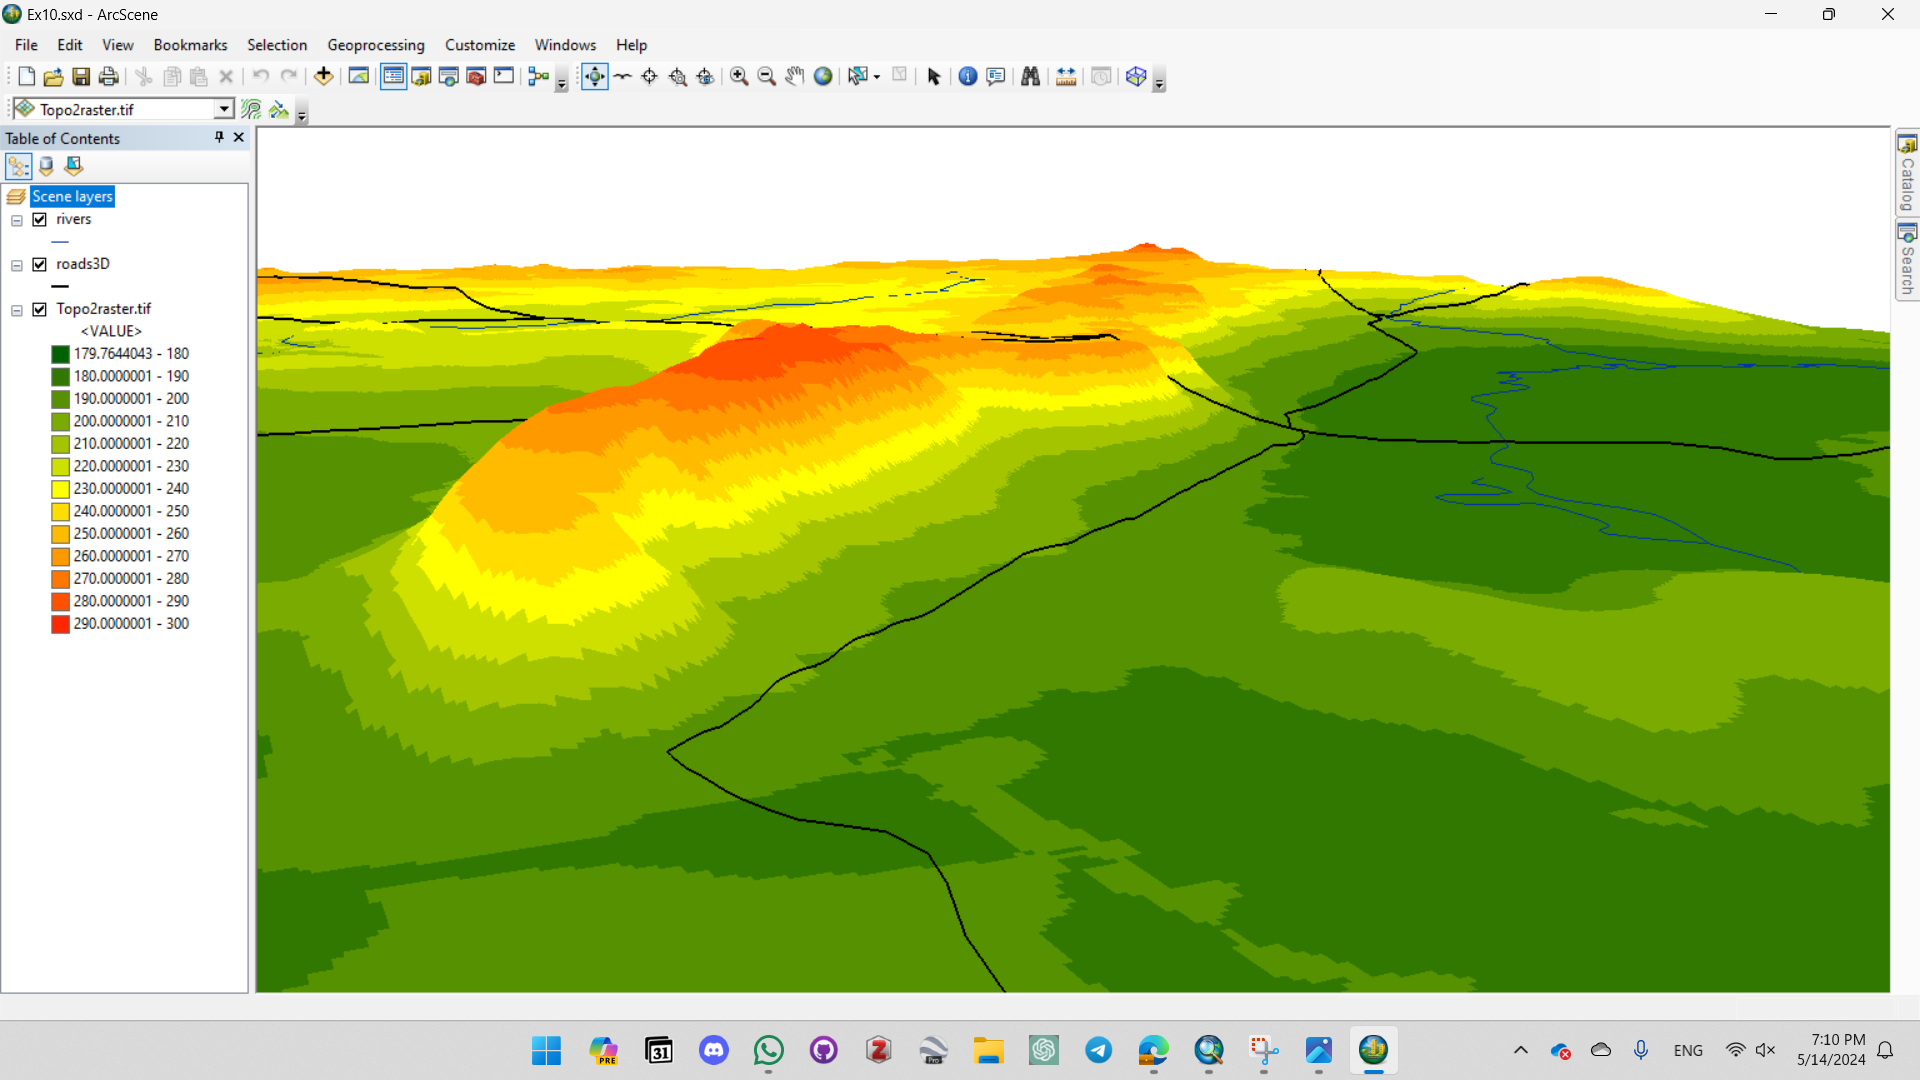 Ex10.sxd - ArcScene
File Edit View Bookmarks Selection Geoprocessing Customize Windows Help
Topo2raster.tif
Table of Contents
Scene layers
rivers
roads3D
Topo2raster.tif
<VALUE>
179.7644043 - 180
180.0000001 - 190
190.0000001 - 200
200.0000001 - 210
210.0000001 - 220
220.0000001 - 230
230.0000001 - 240
240.0000001 - 250
250.0000001 - 260
260.0000001 - 270
270.0000001 - 280
280.0000001 - 290
290.0000001 - 300
Catalog
Search
PRE
31
Z
Pro
ENG
7:10 PM
5/14/2024